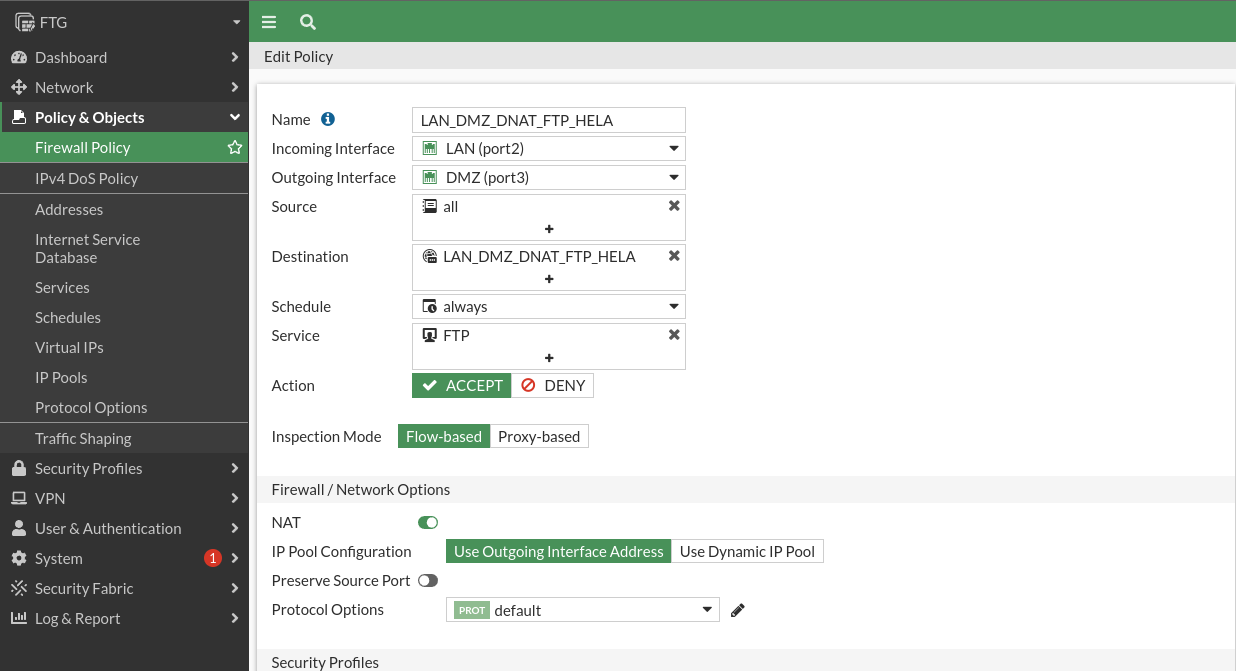 FTG
Edit Policy
Dashboard
Network
Policy & Objects
Firewall Policy
IPv4 DoS Policy
Addresses
Internet Service
Database
Services
Schedules
Virtual IPs
IP Pools
Protocol Options
Traffic Shaping
Security Profiles
VPN
User & Authentication
System 1
Security Fabric
Log & Report
Name LAN_DMZ_DNAT_FTP_HELA
Incoming Interface LAN (port2)
Outgoing Interface DMZ (port3)
Source all
+
Destination LAN_DMZ_DNAT_FTP_HELA
+
Schedule always
Service FTP
+
Action ACCEPT DENY
Inspection Mode Flow-based Proxy-based
Firewall / Network Options
NAT
IP Pool Configuration Use Outgoing Interface Address Use Dynamic IP Pool
Preserve Source Port
Protocol Options PROT default
Security Profiles